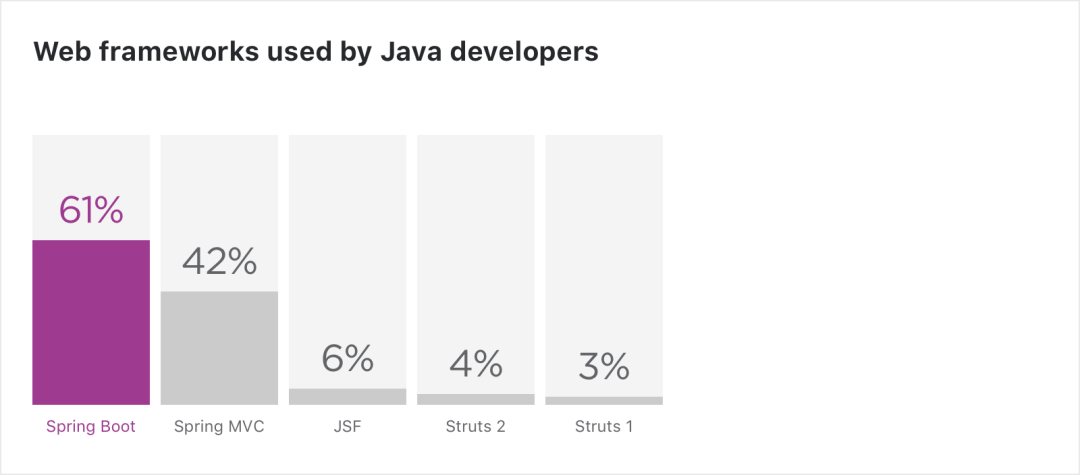 Web frameworks used by Java developers
61%
42%
6%
4%
3%
Spring Boot
Spring MVC
JSF
Struts 2
Struts 1